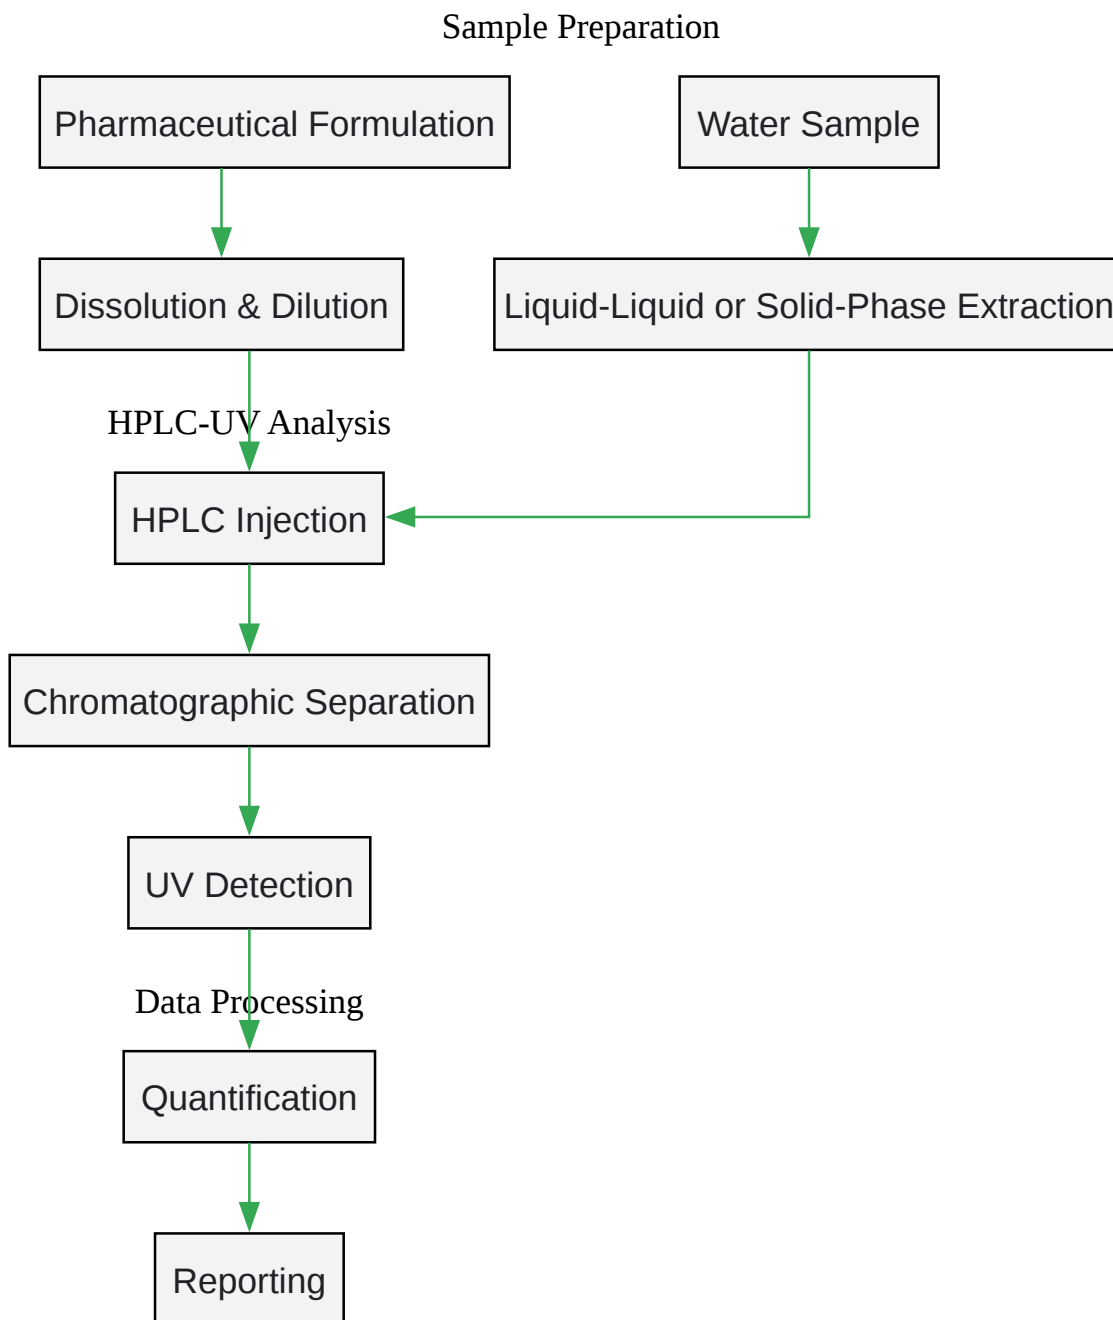 Sample Preparation
Pharmaceutical Formulation
Water Sample
Dissolution & Dilution
Liquid-Liquid or Solid-Phase Extraction
HPLC-UV Analysis
HPLC Injection
Chromatographic Separation
UV Detection
Data Processing
Quantification
Reporting